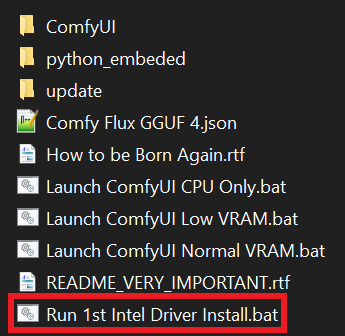 ComfyUI
python_embeded
update
Comfy Flux GGUF 4.json
How to be Born Again.rtf
Launch ComfyUI CPU Only.bat
Launch ComfyUI Low VRAM.bat
Launch ComfyUI Normal VRAM.bat
README_VERY_IMPORTANT.rtf
Run 1st Intel Driver Install.bat